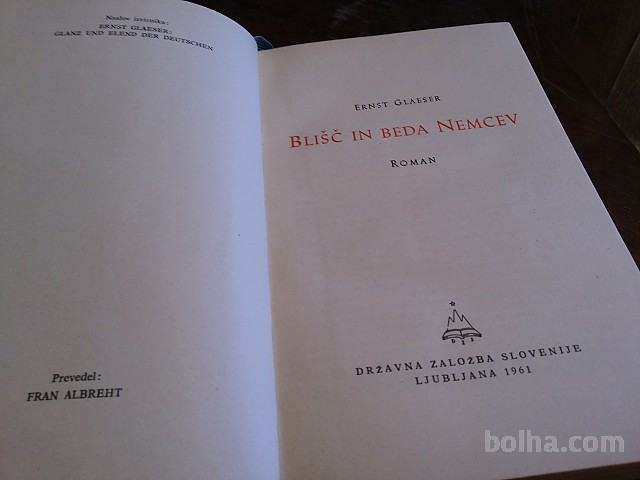 Naslov izvirnika:
ERNST GLAESER:
GLANZ UND ELEND DER DEUTSCHEN
Prevedel:
FRAN ALBREHT
ERNST GLAESER
BLIŠČ IN BEDA NEMCEV
ROMAN
DZS
DRŽAVNA ZALOŽBA SLOVENIJE
LJUBLJANA 1961
bolha.com